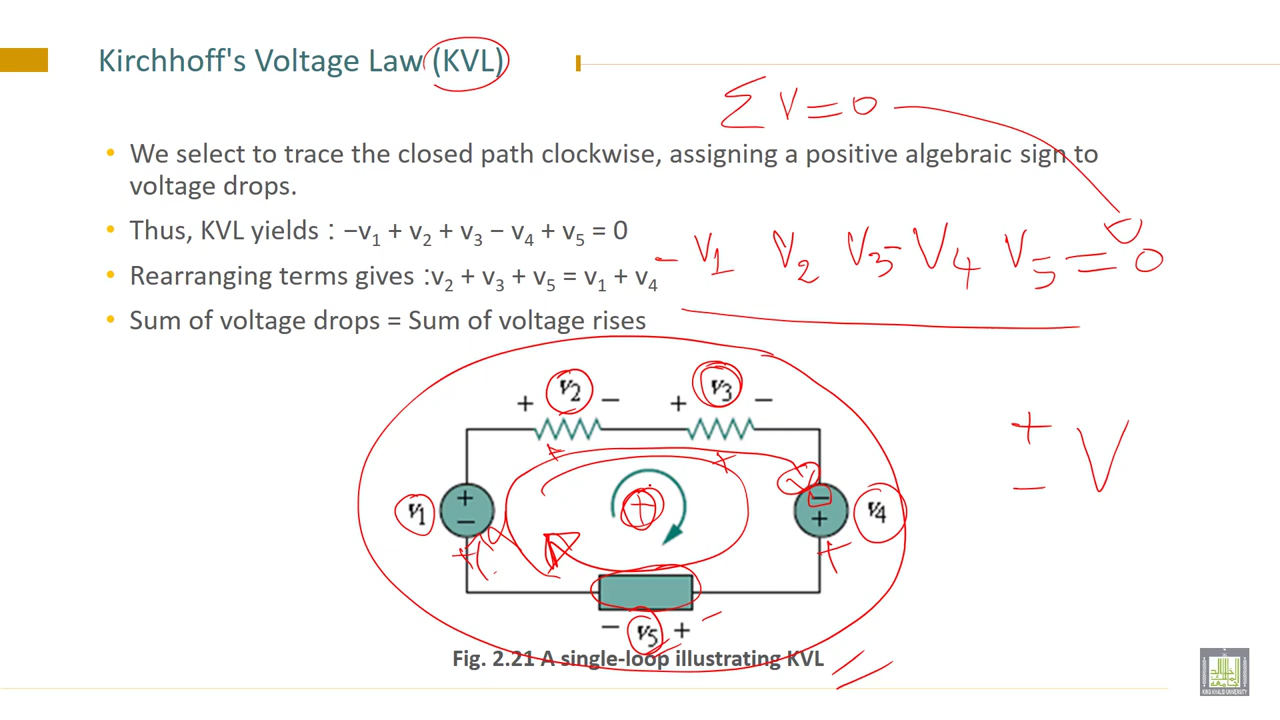 Kirchhoff's Voltage Law (KVL)
∑ V = 0
• We select to trace the closed path clockwise, assigning a positive algebraic sign to
voltage drops.
• Thus, KVL yields : −v₁ + v₂ + v₃ − v₄ + v₅ = 0
- V₁ V₂ V₃ - V₄ V₅ = 0
• Rearranging terms gives :v₂ + v₃ + v₅ = v₁ + v₄
• Sum of voltage drops = Sum of voltage rises
+ v₂ − + v₃ −
+ + + −
v₁ + − + − + v₄
+ − V
+ +
− v₅ + −
Fig. 2.21 A single-loop illustrating KVL
KING KHALID UNIVERSITY